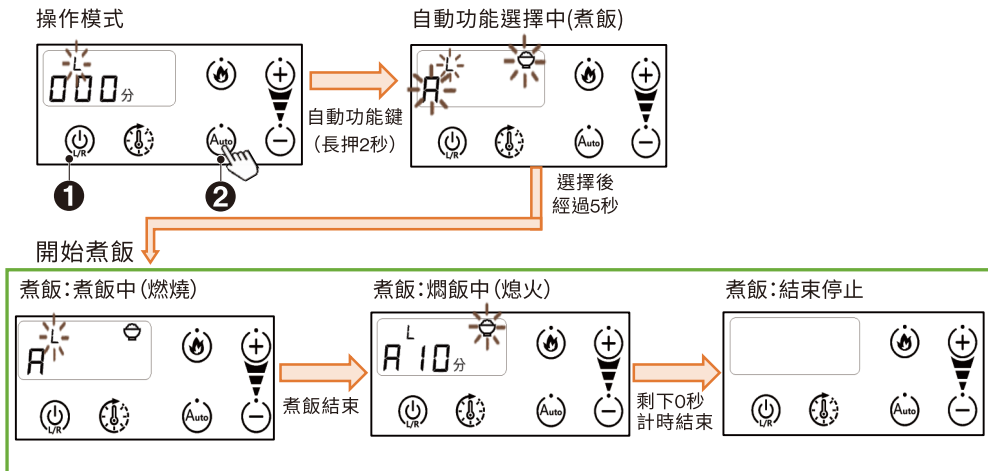 操作模式
L
000分
L/R
Auto
❶
❷
自動功能鍵
(長押2秒)
自動功能選擇中(煮飯)
L
A
L/R
Auto
選擇後
經過5秒
開始煮飯
煮飯:煮飯中(燃燒)
L
A
L/R
Auto
煮飯結束
煮飯:燜飯中(熄火)
L
A 10分
L/R
Auto
剩下0秒
計時結束
煮飯:結束停止
L/R
Auto